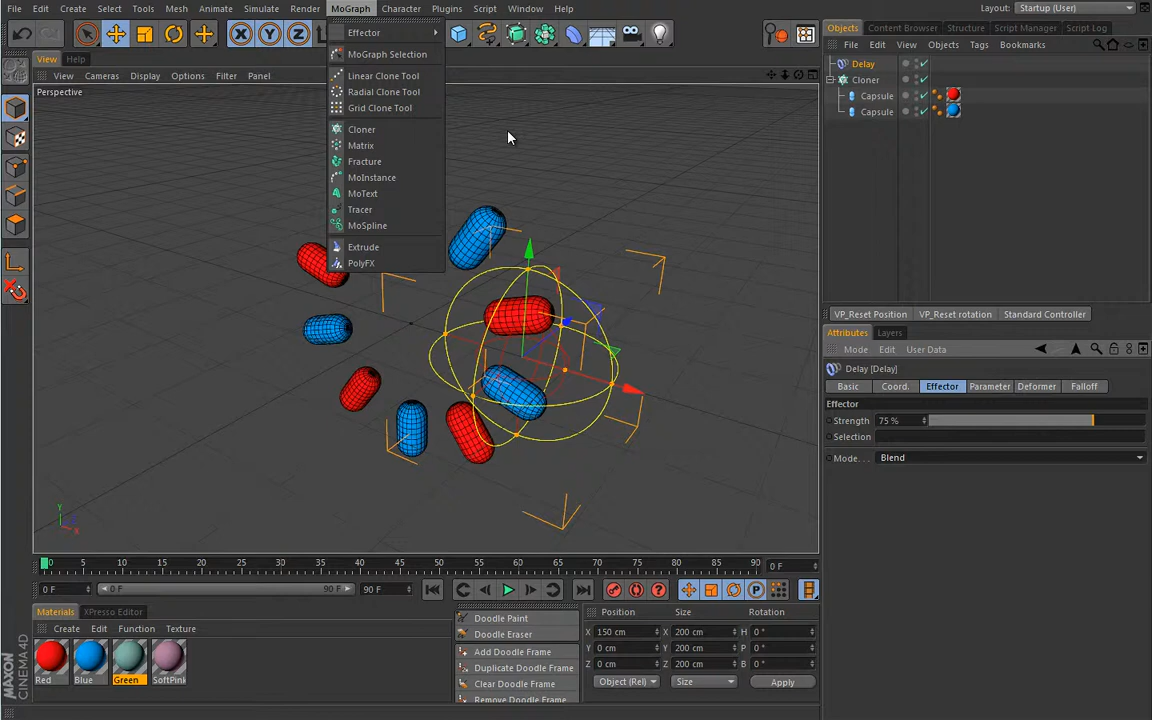 File Edit Create Select Tools Mesh Animate Simulate Render MoGraph Character Plugins Script Window Help Layout: Startup (User)
Effector
MoGraph Selection
Linear Clone Tool
Radial Clone Tool
Grid Clone Tool
Cloner
Matrix
Fracture
MoInstance
MoText
Tracer
MoSpline
Extrude
PolyFX
X Y Z
View Help
View Cameras Display Options Filter Panel
Perspective
Y
X
Objects Content Browser Structure Script Manager Script Log
File Edit View Objects Tags Bookmarks
Delay
Cloner
Capsule
Capsule
VP_Reset Position VP_Reset rotation Standard Controller
Attributes Layers
Mode Edit User Data
Delay [Delay]
Basic Coord. Effector Parameter Deformer Falloff
Effector
Strength 75 %
Selection
Mode. . . Blend
0 5 10 15 20 25 30 35 40 45 50 55 60 65 70 75 80 85 90 0 F
0 F 0 F 90 F 90 F
P
Materials XPresso Editor
Create Edit Function Texture
Red Blue Green SoftPink
Doodle Paint
Doodle Eraser
Add Doodle Frame
Duplicate Doodle Frame
Clear Doodle Frame
Remove Doodle Frame
Position Size Rotation
X 150 cm X 200 cm H 0 °
Y 0 cm Y 200 cm P 0 °
Z 0 cm Z 200 cm B 0 °
Object (Rel) Size Apply
MAXON CINEMA 4D